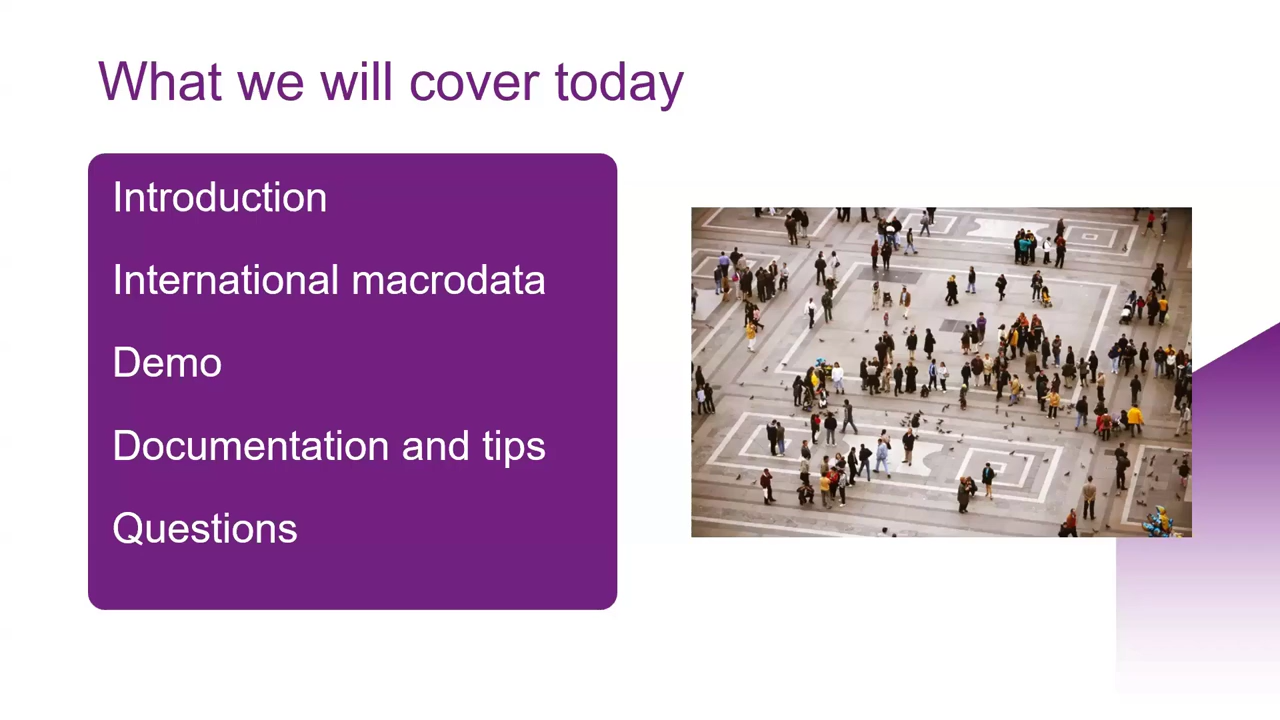 What we will cover today
Introduction
International macrodata
Demo
Documentation and tips
Questions